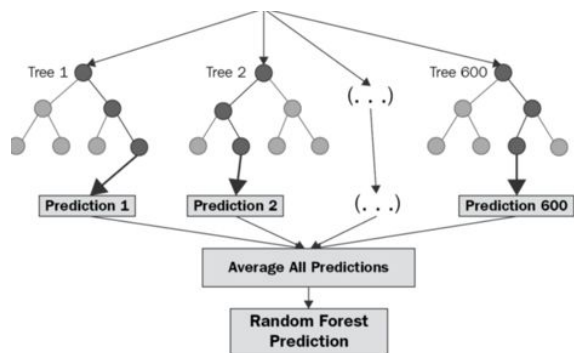 Tree 1
Tree 2
Tree 600
(. . .)
Prediction 1
Prediction 2
(. . .)
Prediction 600
Average All Predictions
Random Forest
Prediction